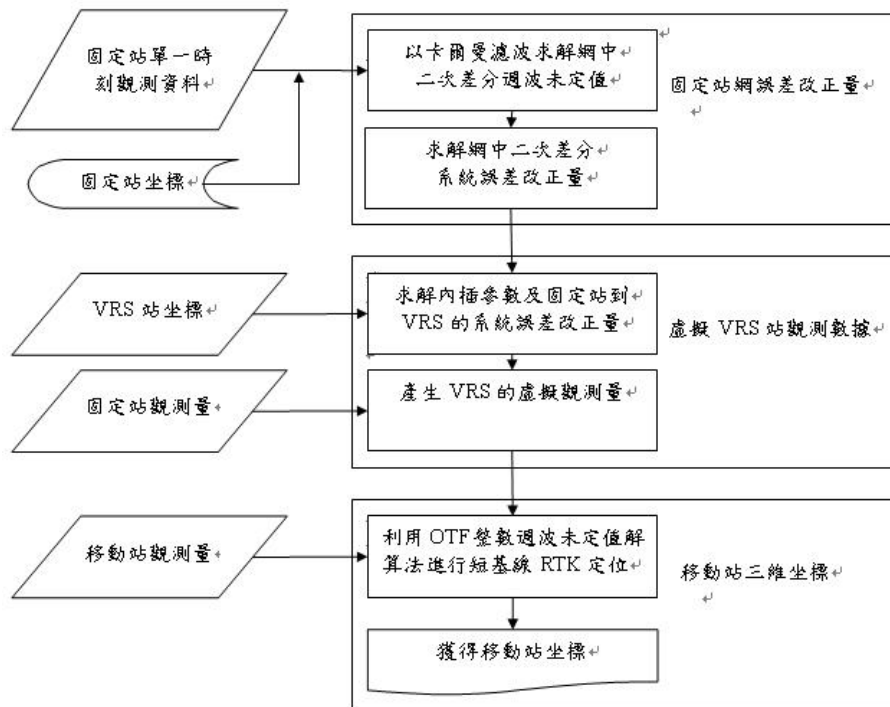 固定站單一時
刻觀測資料
固定站坐標
以卡爾曼濾波求解網中
二次差分週波未定值
求解網中二次差分
系統誤差改正量
固定站網誤差改正量
VRS 站坐標
固定站觀測量
求解內插參數及固定站到
VRS 的系統誤差改正量
產生 VRS 的虛擬觀測量
虛擬 VRS 站觀測數據
移動站觀測量
利用 OTF 整數週波未定值解
算法進行短基線 RTK 定位
獲得移動站坐標
移動站三維坐標